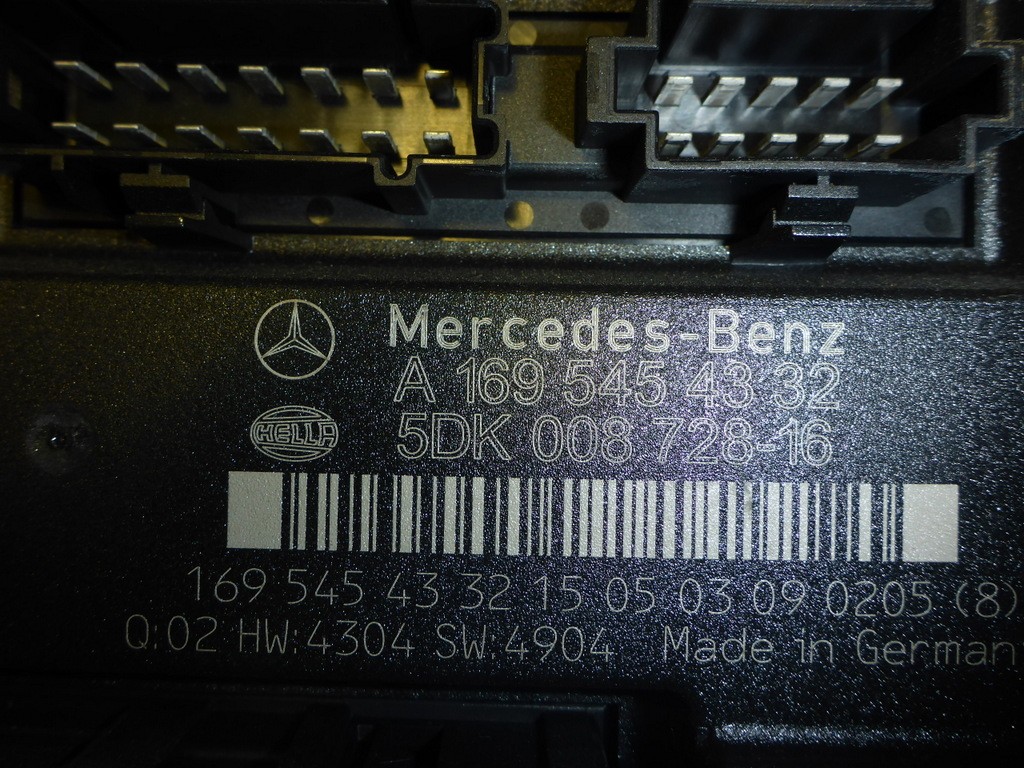 Mercedes-Benz
A 169 545 43 32
HELLA
5DK 008 728-16
169 545 43 32 15 05 03 09 0205 (8)
Q:02 HW:4304 SW:4904 Made in German